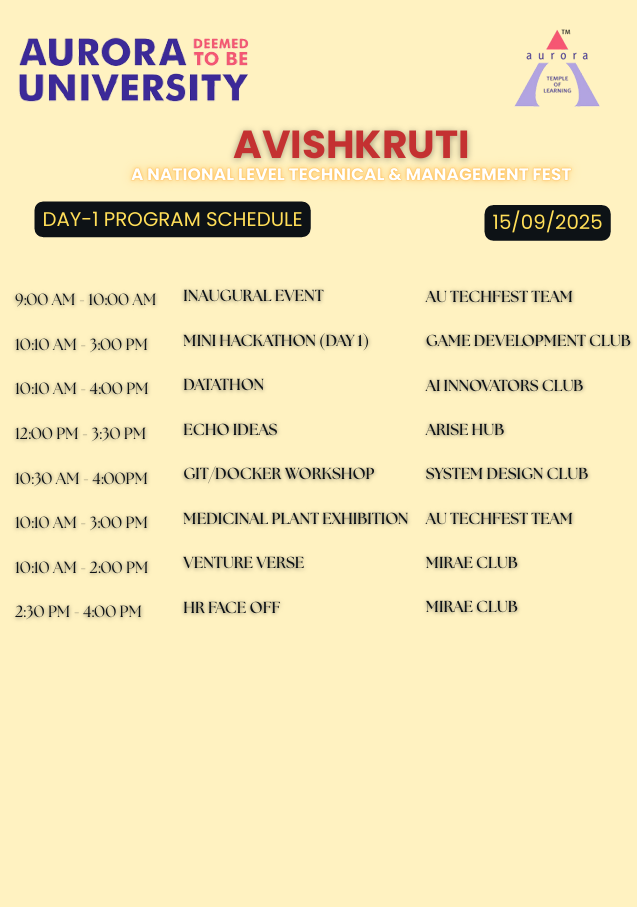 AURORA DEEMED TO BE
UNIVERSITY
TM
aurora
TEMPLE
OF
LEARNING
AVISHKRUTI
A NATIONAL LEVEL TECHNICAL & MANAGEMENT FEST
DAY-1 PROGRAM SCHEDULE 15/09/2025
9:00 AM - 10:00 AM INAUGURAL EVENT AU TECHFEST TEAM
10:10 AM - 3:00 PM MINI HACKATHON (DAY 1) GAME DEVELOPMENT CLUB
10:10 AM - 4:00 PM DATATHON AI INNOVATORS CLUB
12:00 PM - 3:30 PM ECHO IDEAS ARISE HUB
10:30 AM - 4:00PM GIT/DOCKER WORKSHOP SYSTEM DESIGN CLUB
10:10 AM - 3:00 PM MEDICINAL PLANT EXHIBITION AU TECHFEST TEAM
10:10 AM - 2:00 PM VENTURE VERSE MIRAE CLUB
2:30 PM - 4:00 PM HR FACE OFF MIRAE CLUB